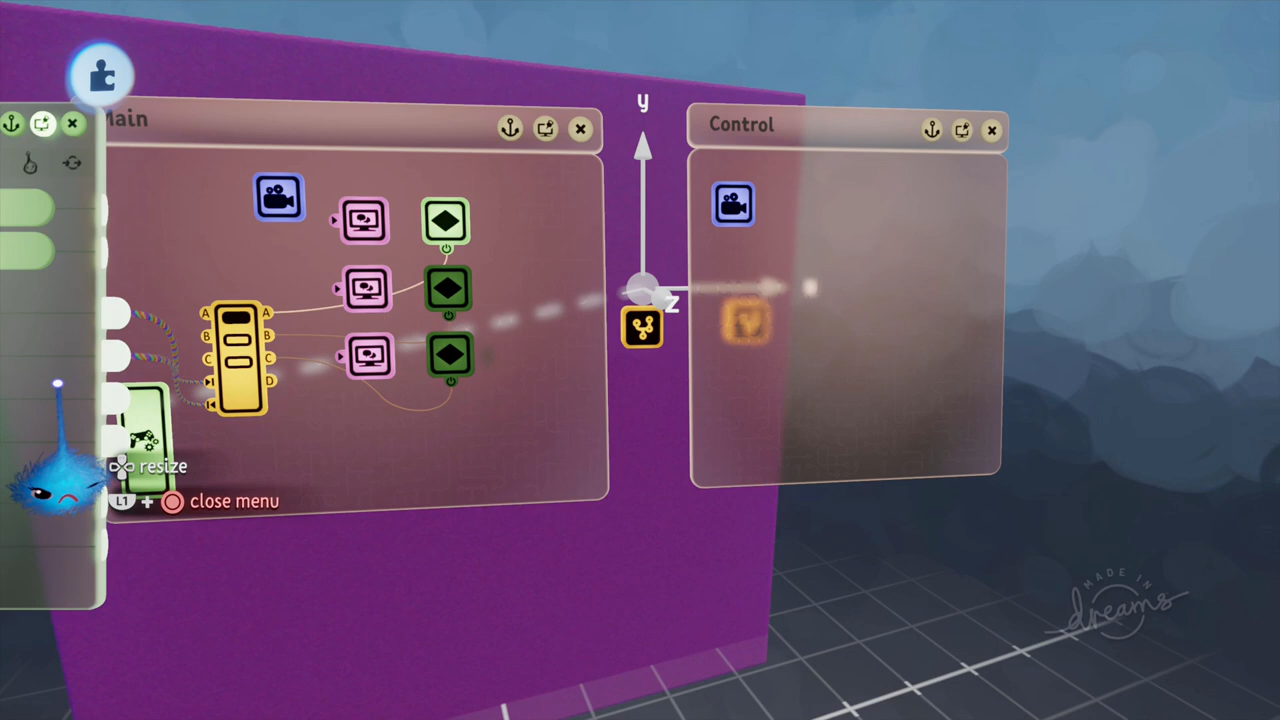 Main
y
Control
A A
B B
C C
D
z
resize
L1 + close menu
MADE IN
dreams